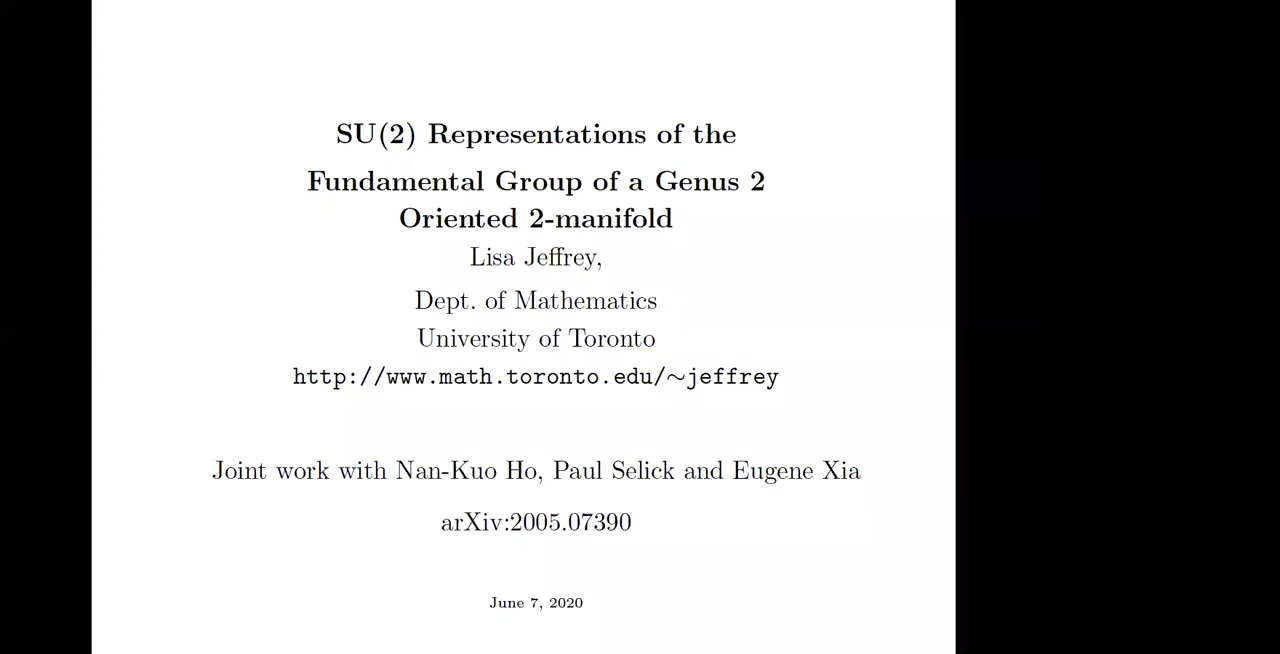 SU(2) Representations of the
Fundamental Group of a Genus 2
Oriented 2-manifold
Lisa Jeffrey,
Dept. of Mathematics
University of Toronto
http://www.math.toronto.edu/∼jeffrey
Joint work with Nan-Kuo Ho, Paul Selick and Eugene Xia
arXiv:2005.07390
June 7, 2020